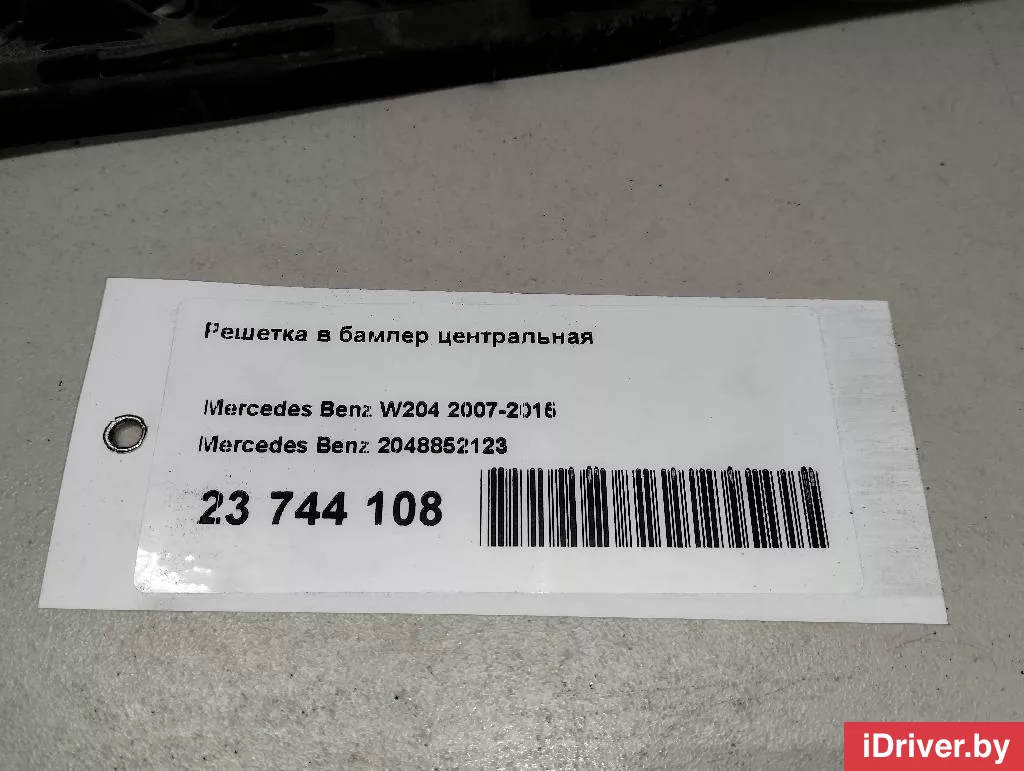 Решетка в бампер центральная
Mercedes Benz W204 2007-2015
Mercedes Benz 2048852123
23 744 108
iDriver.by